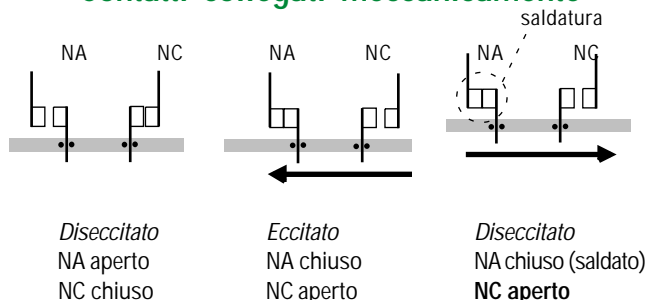 Contatti collegati meccanicamente
saldatura
NA NC NA NC NA NC
Diseccitato Eccitato Diseccitato
NA aperto NA chiuso NA chiuso (saldato)
NC chiuso NC aperto NC aperto